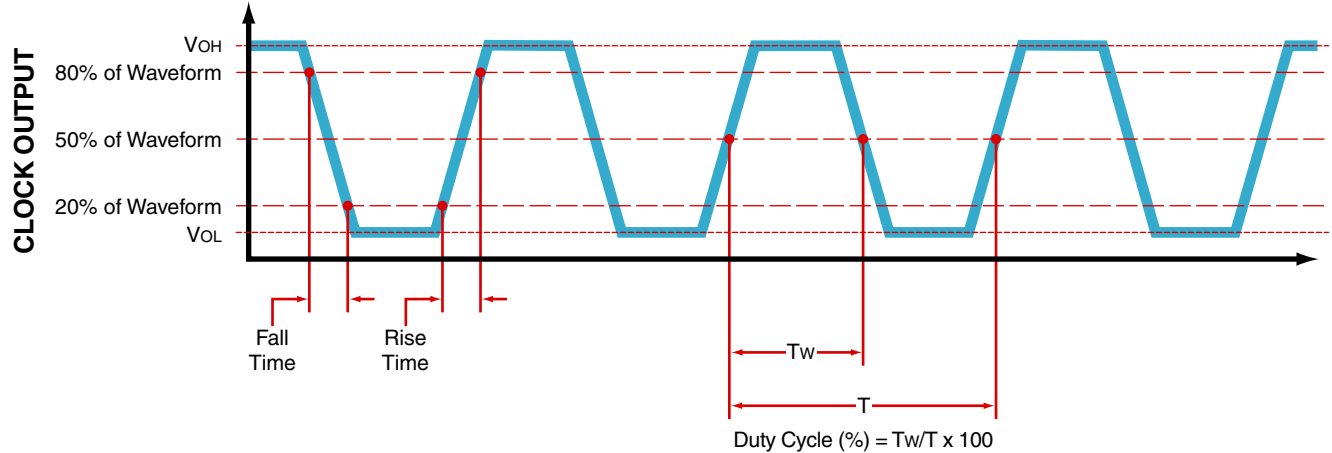 CLOCK OUTPUT
VOH
80% of Waveform
50% of Waveform
20% of Waveform
VOL
Fall
Time
Rise
Time
TW
T
Duty Cycle (%) = TW/T x 100